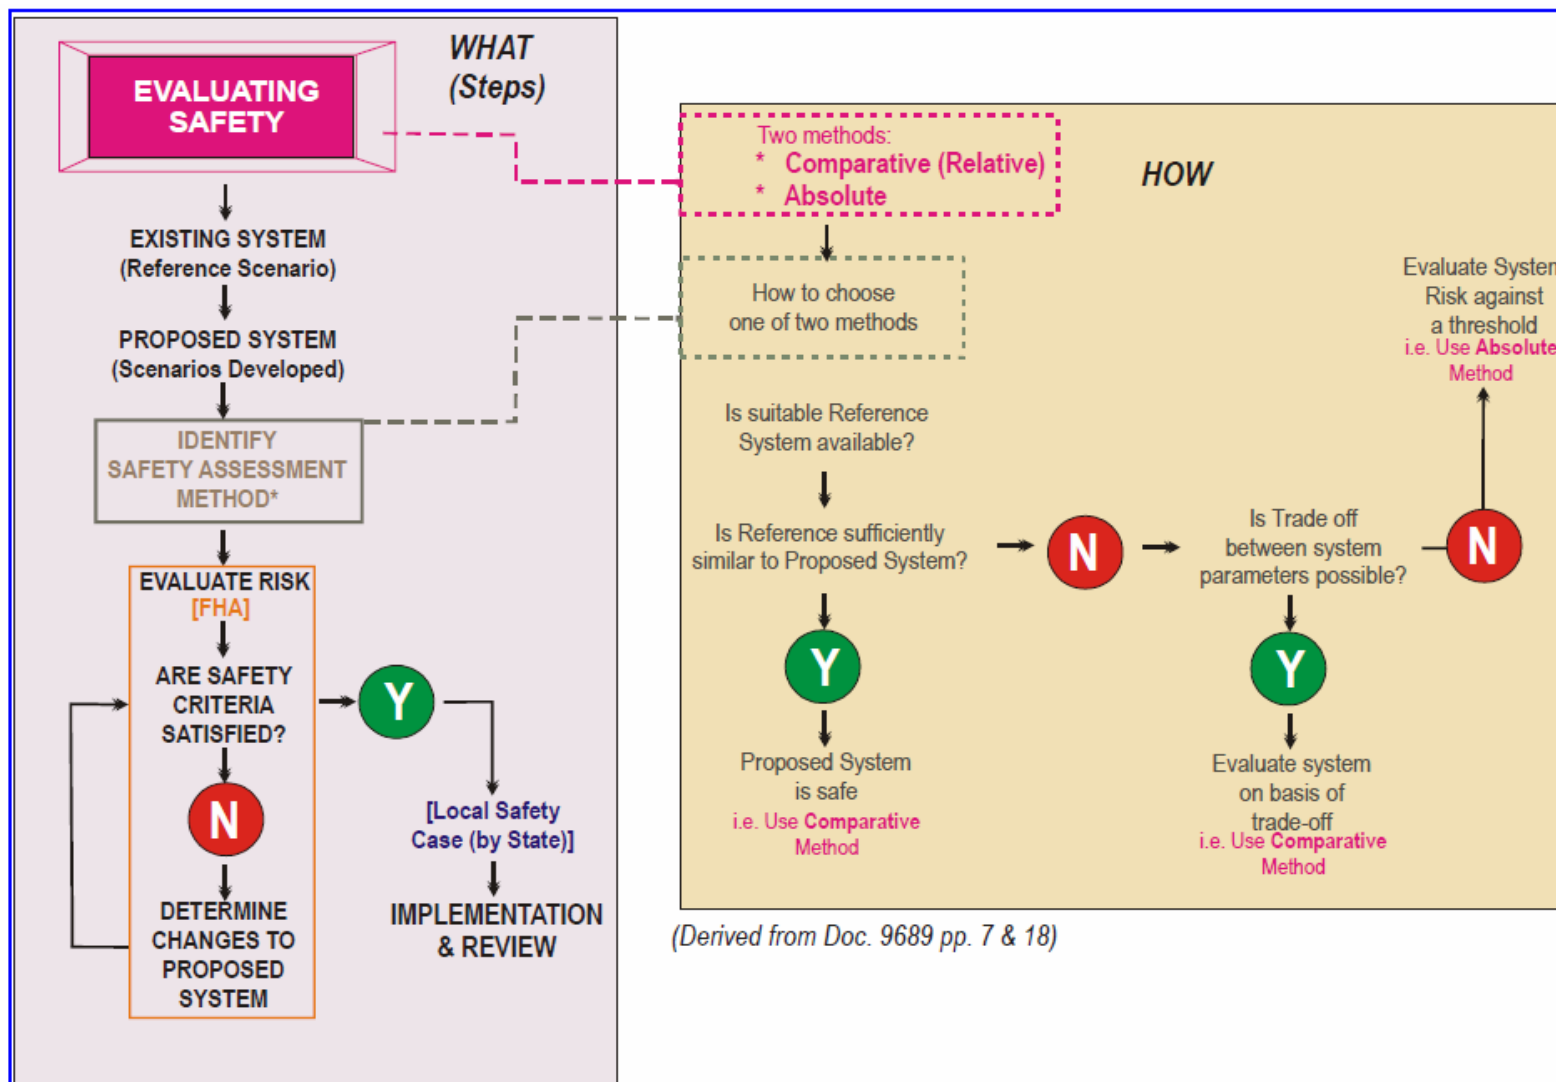 WHAT
(Steps)
EVALUATING
SAFETY
EXISTING SYSTEM
(Reference Scenario)
PROPOSED SYSTEM
(Scenarios Developed)
IDENTIFY
SAFETY ASSESSMENT
METHOD*
EVALUATE RISK
[FHA]
ARE SAFETY
CRITERIA
SATISFIED?
Y
N
DETERMINE
CHANGES TO
PROPOSED
SYSTEM
[Local Safety
Case (by State)]
IMPLEMENTATION
& REVIEW
HOW
Two methods:
* Comparative (Relative)
* Absolute
How to choose
one of two methods
Is suitable Reference
System available?
Is Reference sufficiently
similar to Proposed System?
N
Y
Proposed System
is safe
i.e. Use Comparative
Method
Is Trade off
between system
parameters possible?
N
Y
Evaluate system
on basis of
trade-off
i.e. Use Comparative
Method
Evaluate System
Risk against
a threshold
i.e. Use Absolute
Method
(Derived from Doc. 9689 pp. 7 & 18)